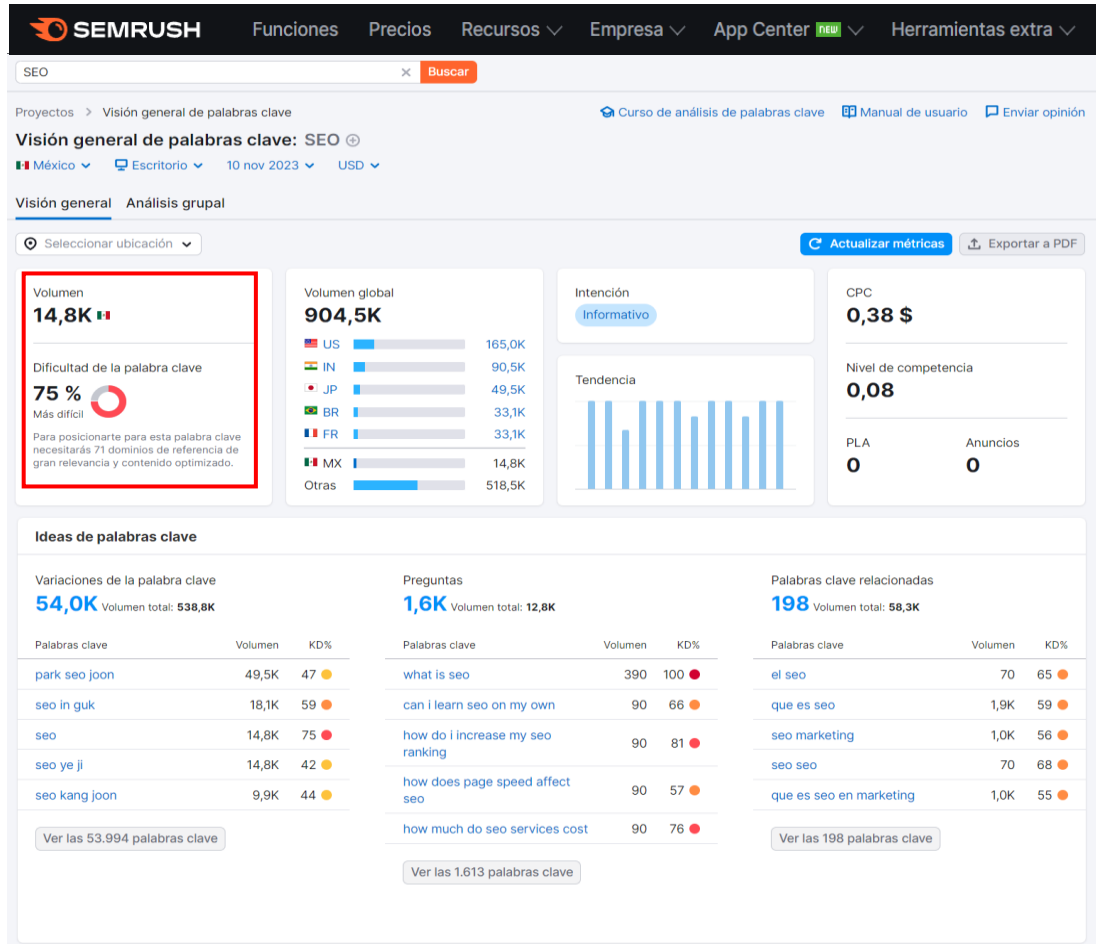 SEMRUSH Funciones Precios Recursos Empresa App Center NEW Herramientas extra
SEO × Buscar
Proyectos > Visión general de palabras clave Curso de análisis de palabras clave Manual de usuario Enviar opinión
Visión general de palabras clave: SEO
México Escritorio 10 nov 2023 USD
Visión general Análisis grupal
Seleccionar ubicación Actualizar métricas Exportar a PDF
Volumen
14,8K
Dificultad de la palabra clave
75 %
Más difícil
Para posicionarte para esta palabra clave
necesitarás 71 dominios de referencia de
gran relevancia y contenido optimizado.
Volumen global
904,5K
US 165,0K
IN 90,5K
JP 49,5K
BR 33,1K
FR 33,1K
MX 14,8K
Otras 518,5K
Intención
Informativo
Tendencia
CPC
0,38 $
Nivel de competencia
0,08
PLA Anuncios
0 0
Ideas de palabras clave
Variaciones de la palabra clave
54,0K Volumen total: 538,8K
Palabras clave Volumen KD%
park seo joon 49,5K 47
seo in guk 18,1K 59
seo 14,8K 75
seo ye ji 14,8K 42
seo kang joon 9,9K 44
Ver las 53.994 palabras clave
Preguntas
1,6K Volumen total: 12,8K
Palabras clave Volumen KD%
what is seo 390 100
can i learn seo on my own 90 66
how do i increase my seo
ranking 90 81
how does page speed affect
seo 90 57
how much do seo services cost 90 76
Ver las 1.613 palabras clave
Palabras clave relacionadas
198 Volumen total: 58,3K
Palabras clave Volumen KD%
el seo 70 65
que es seo 1,9K 59
seo marketing 1,0K 56
seo seo 70 68
que es seo en marketing 1,0K 55
Ver las 198 palabras clave